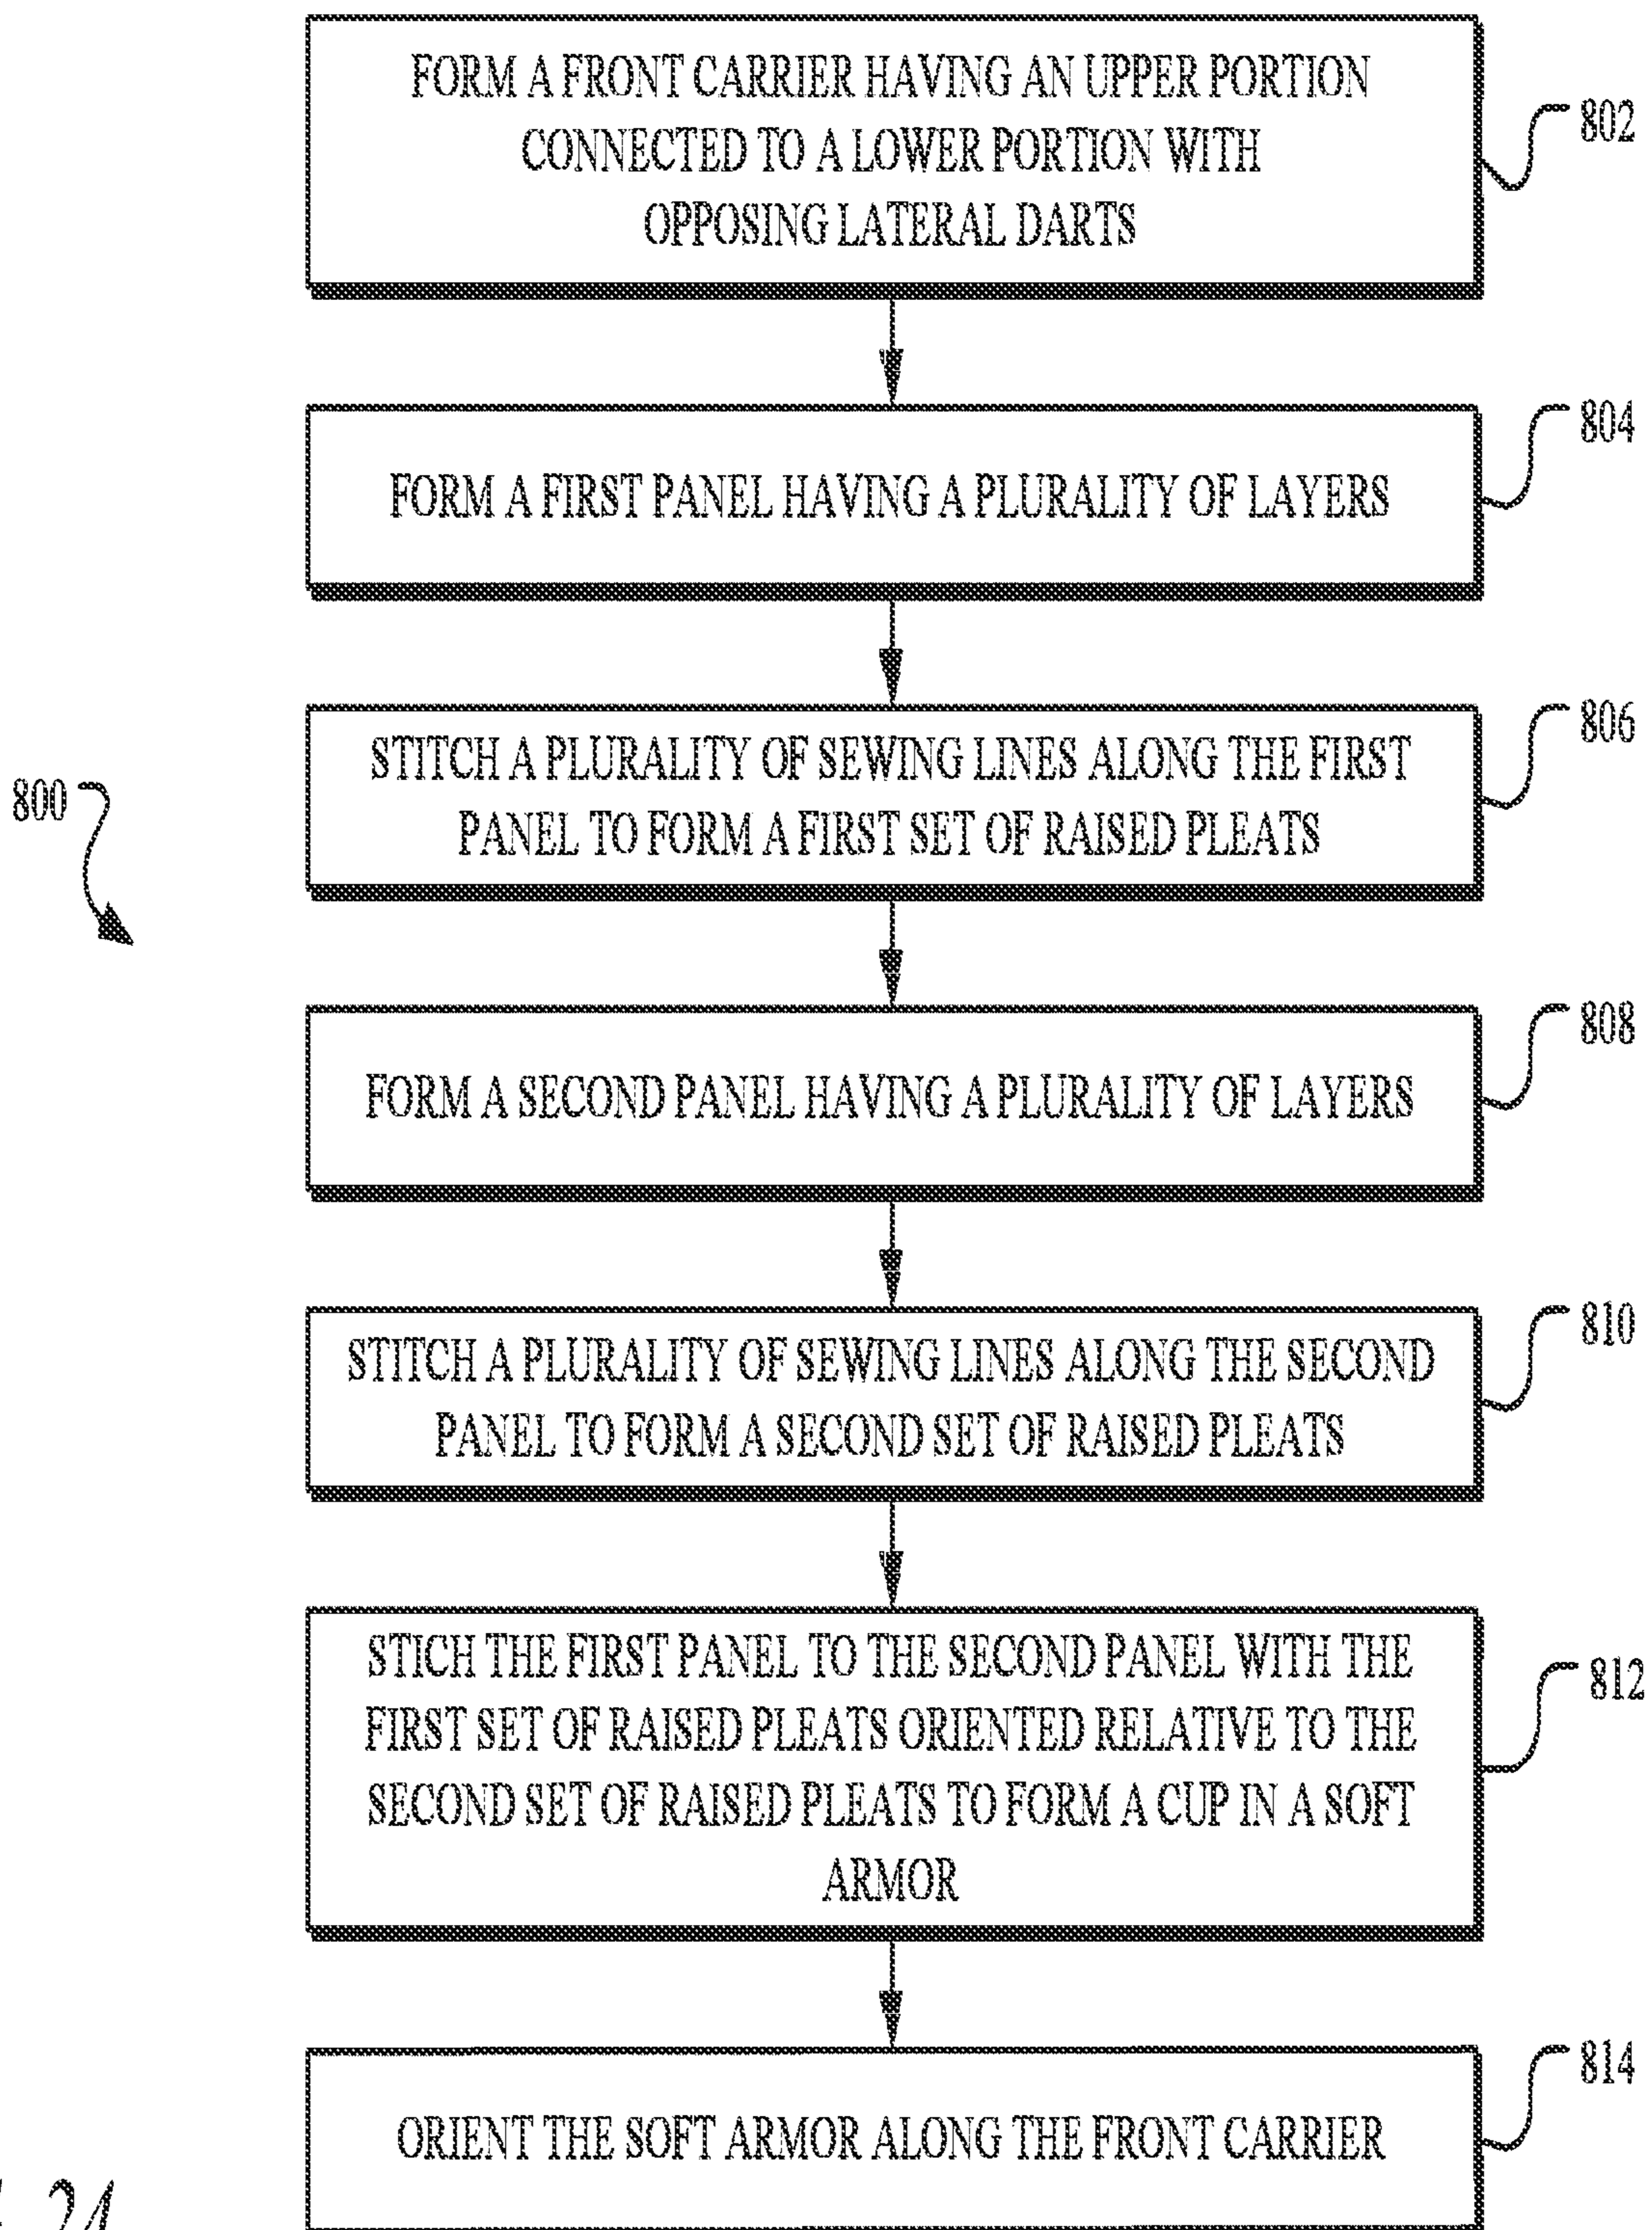 FORM A FRONT CARRIER HAVING AN UPPER PORTION
CONNECTED TO A LOWER PORTION WITH
OPPOSING LATERAL DARTS
802
FORM A FIRST PANEL HAVING A PLURALITY OF LAYERS
804
STITCH A PLURALITY OF SEWING LINES ALONG THE FIRST
PANEL TO FORM A FIRST SET OF RAISED PLEATS
806
800
FORM A SECOND PANEL HAVING A PLURALITY OF LAYERS
808
STITCH A PLURALITY OF SEWING LINES ALONG THE SECOND
PANEL TO FORM A SECOND SET OF RAISED PLEATS
810
STICH THE FIRST PANEL TO THE SECOND PANEL WITH THE
FIRST SET OF RAISED PLEATS ORIENTED RELATIVE TO THE
SECOND SET OF RAISED PLEATS TO FORM A CUP IN A SOFT
ARMOR
812
ORIENT THE SOFT ARMOR ALONG THE FRONT CARRIER
814
24